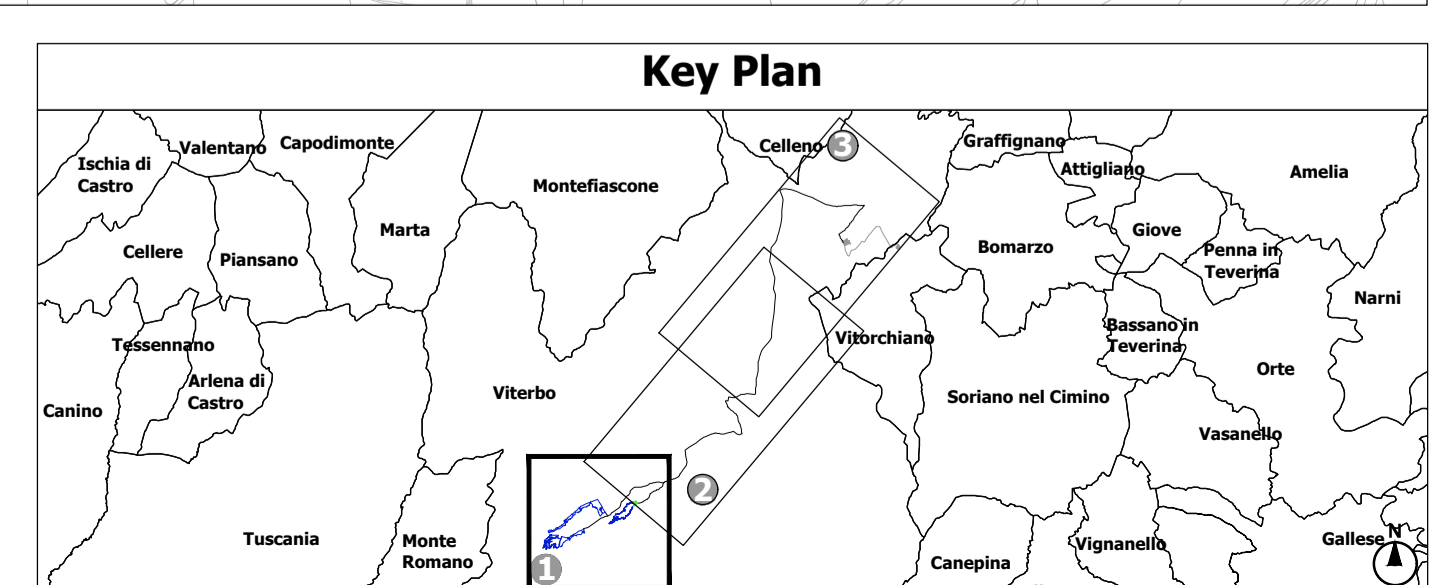 Key Plan
Ischia di
Castro
Valentano
Capodimonte
Celleno
3
Graffignano
Attigliano
Amelia
Montefiascone
Marta
Cellere
Piansano
Bomarzo
Giove
Penna in
Teverina
Narni
Tessennano
Arlena di
Castro
Canino
Viterbo
Vitorchiano
Bassano in
Teverina
Orte
Soriano nel Cimino
Vasanello
2
Tuscania
Monte
Romano
1
Canepina
Vignanello
Gallese
N